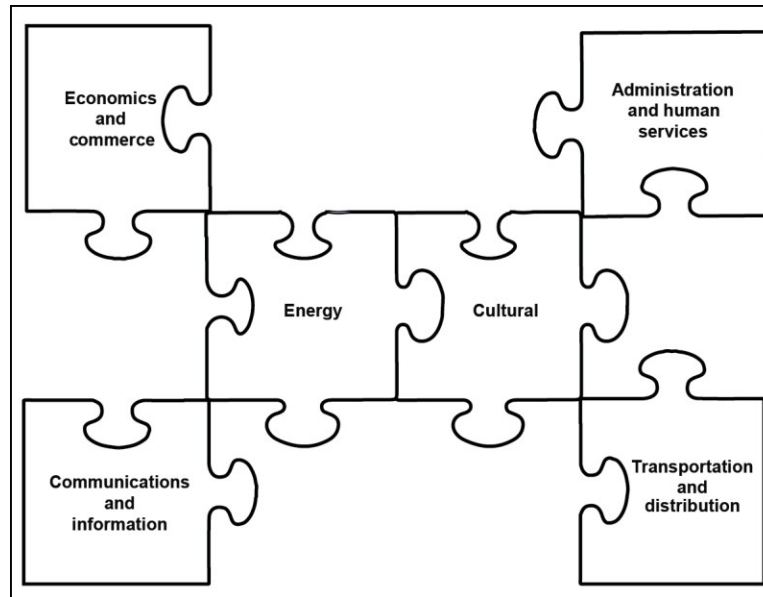 Economics
and
commerce
Administration
and human
services
Energy
Cultural
Communications
and
information
Transportation
and
distribution